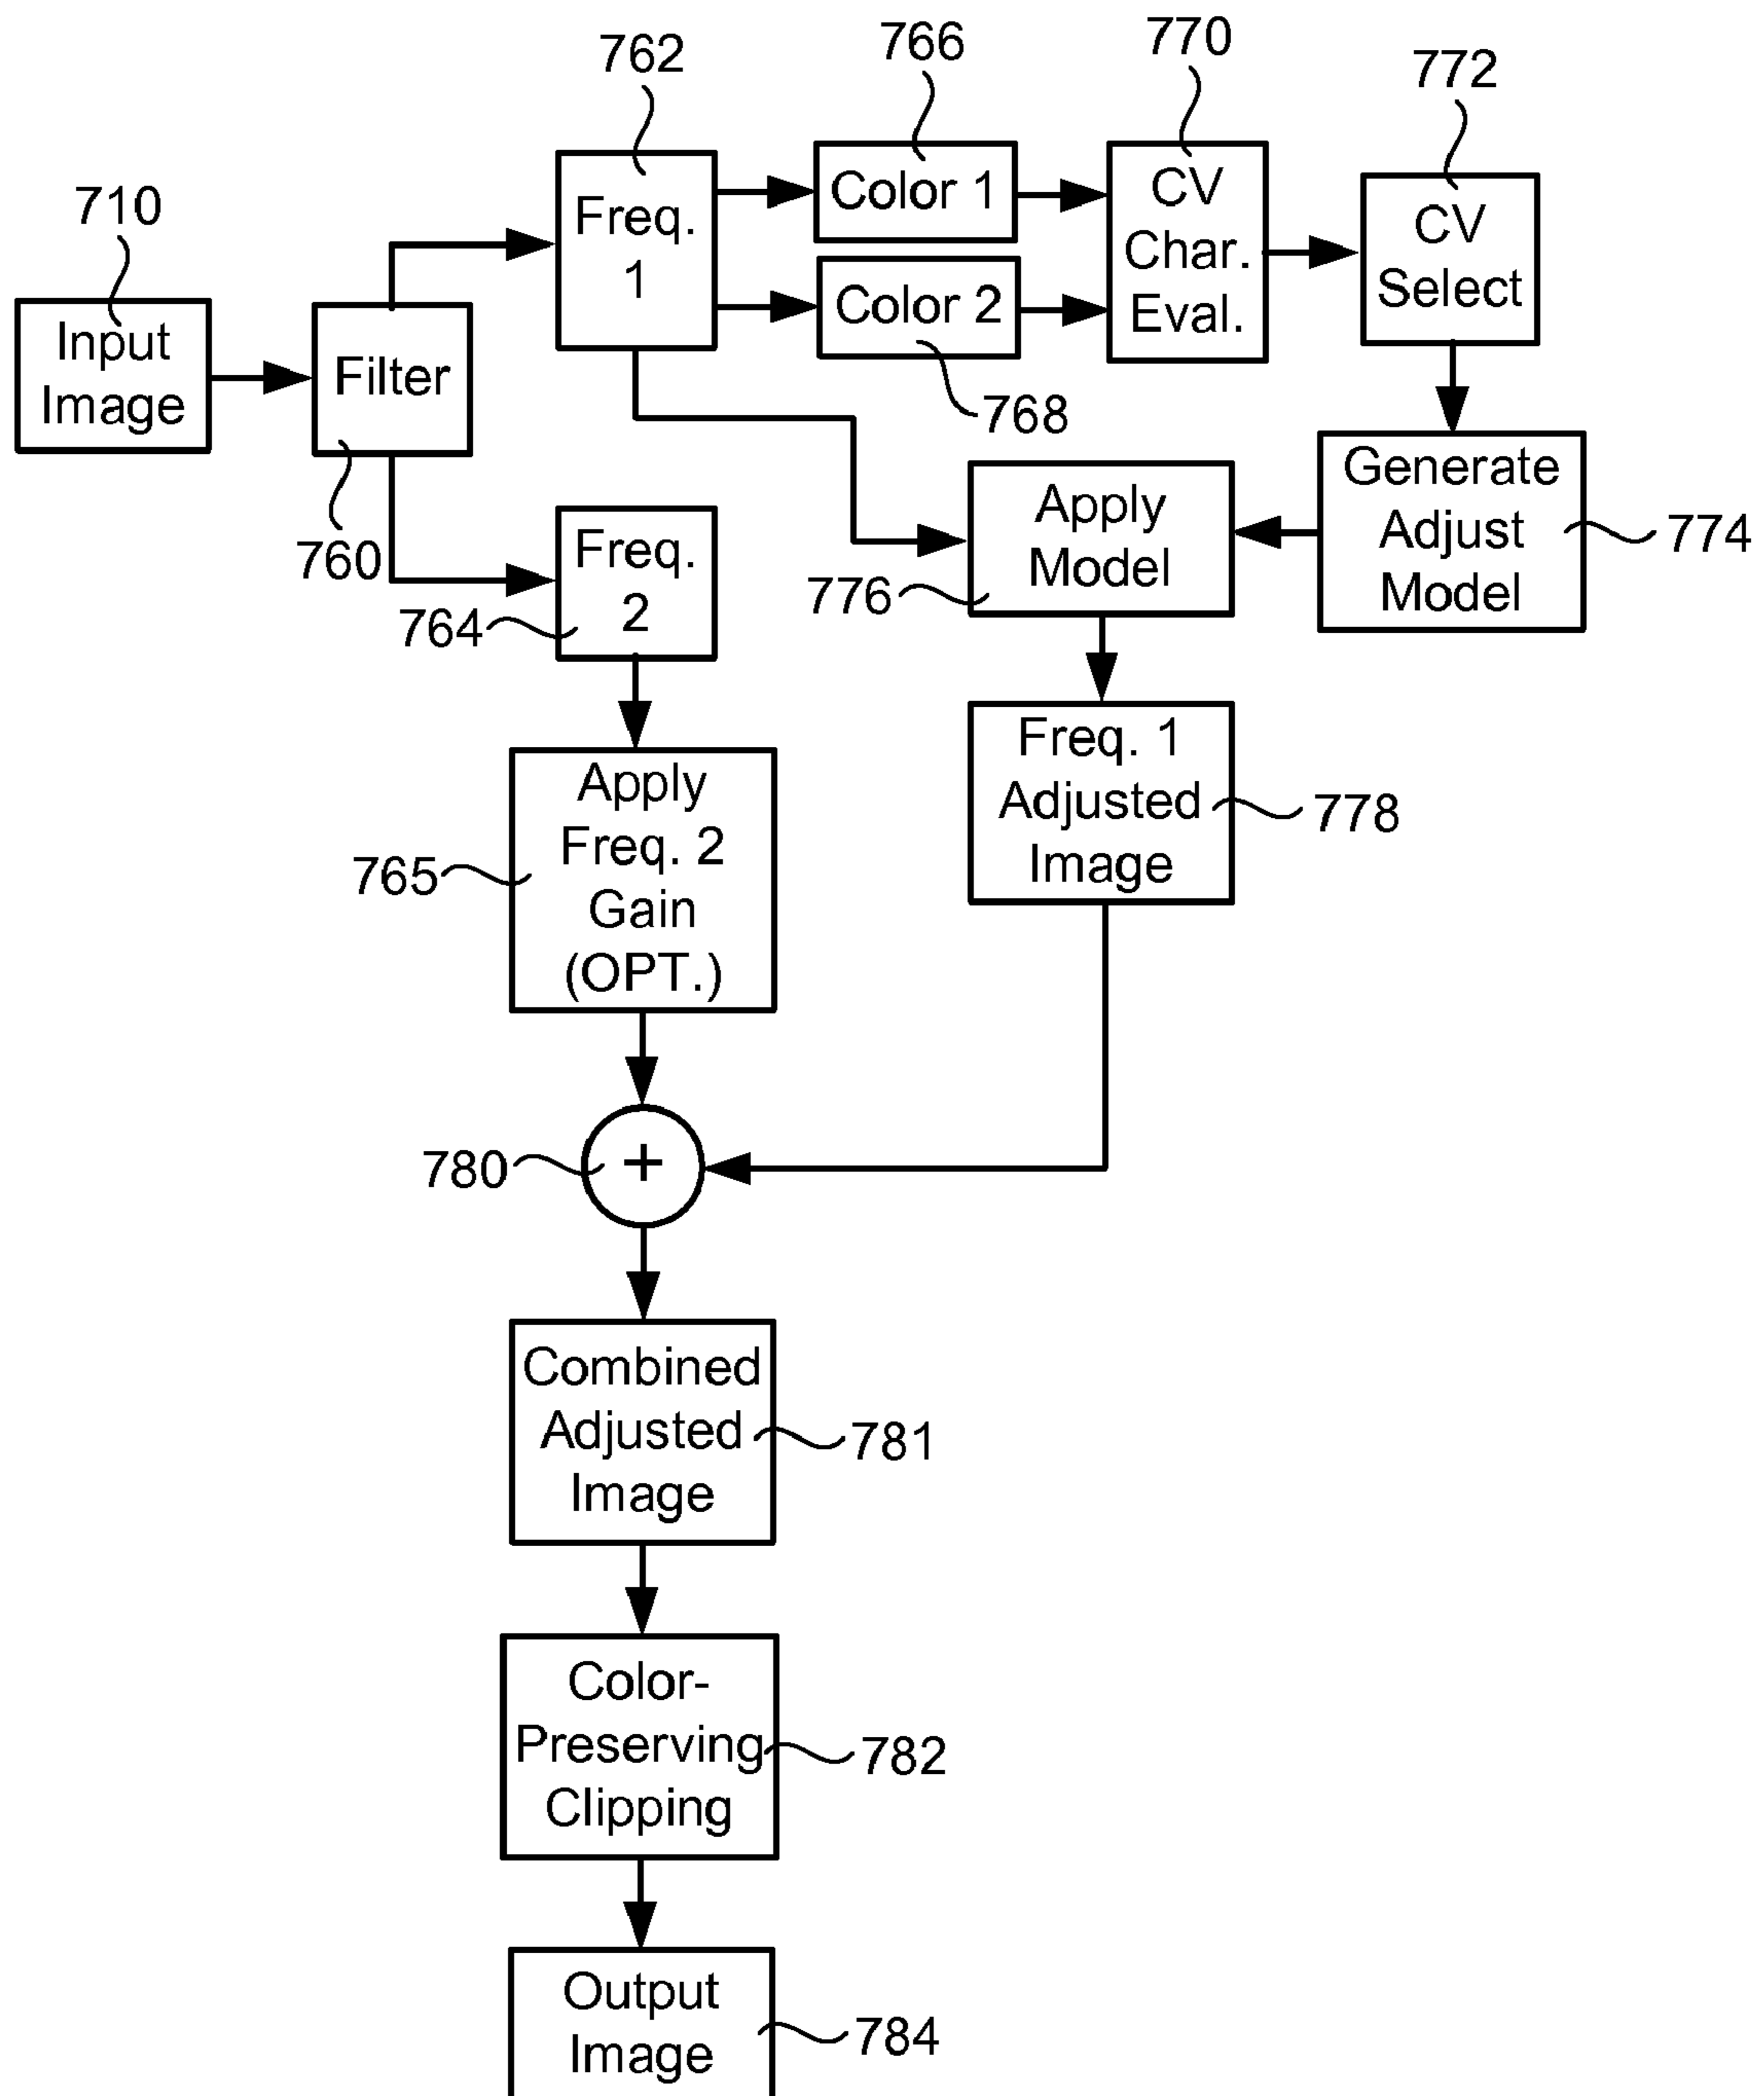 762
766
770
772
710
Freq.
1
Color 1
Color 2
CV
Char.
Eval.
CV
Select
Input
Image
Filter
768
760
Freq.
2
764
Apply
Model
776
Generate
Adjust
Model
774
Apply
Freq. 2
Gain
(OPT.)
765
Freq. 1
Adjusted
Image
778
780
+
Combined
Adjusted
Image
781
Color-
Preserving
Clipping
782
Output
Image
784